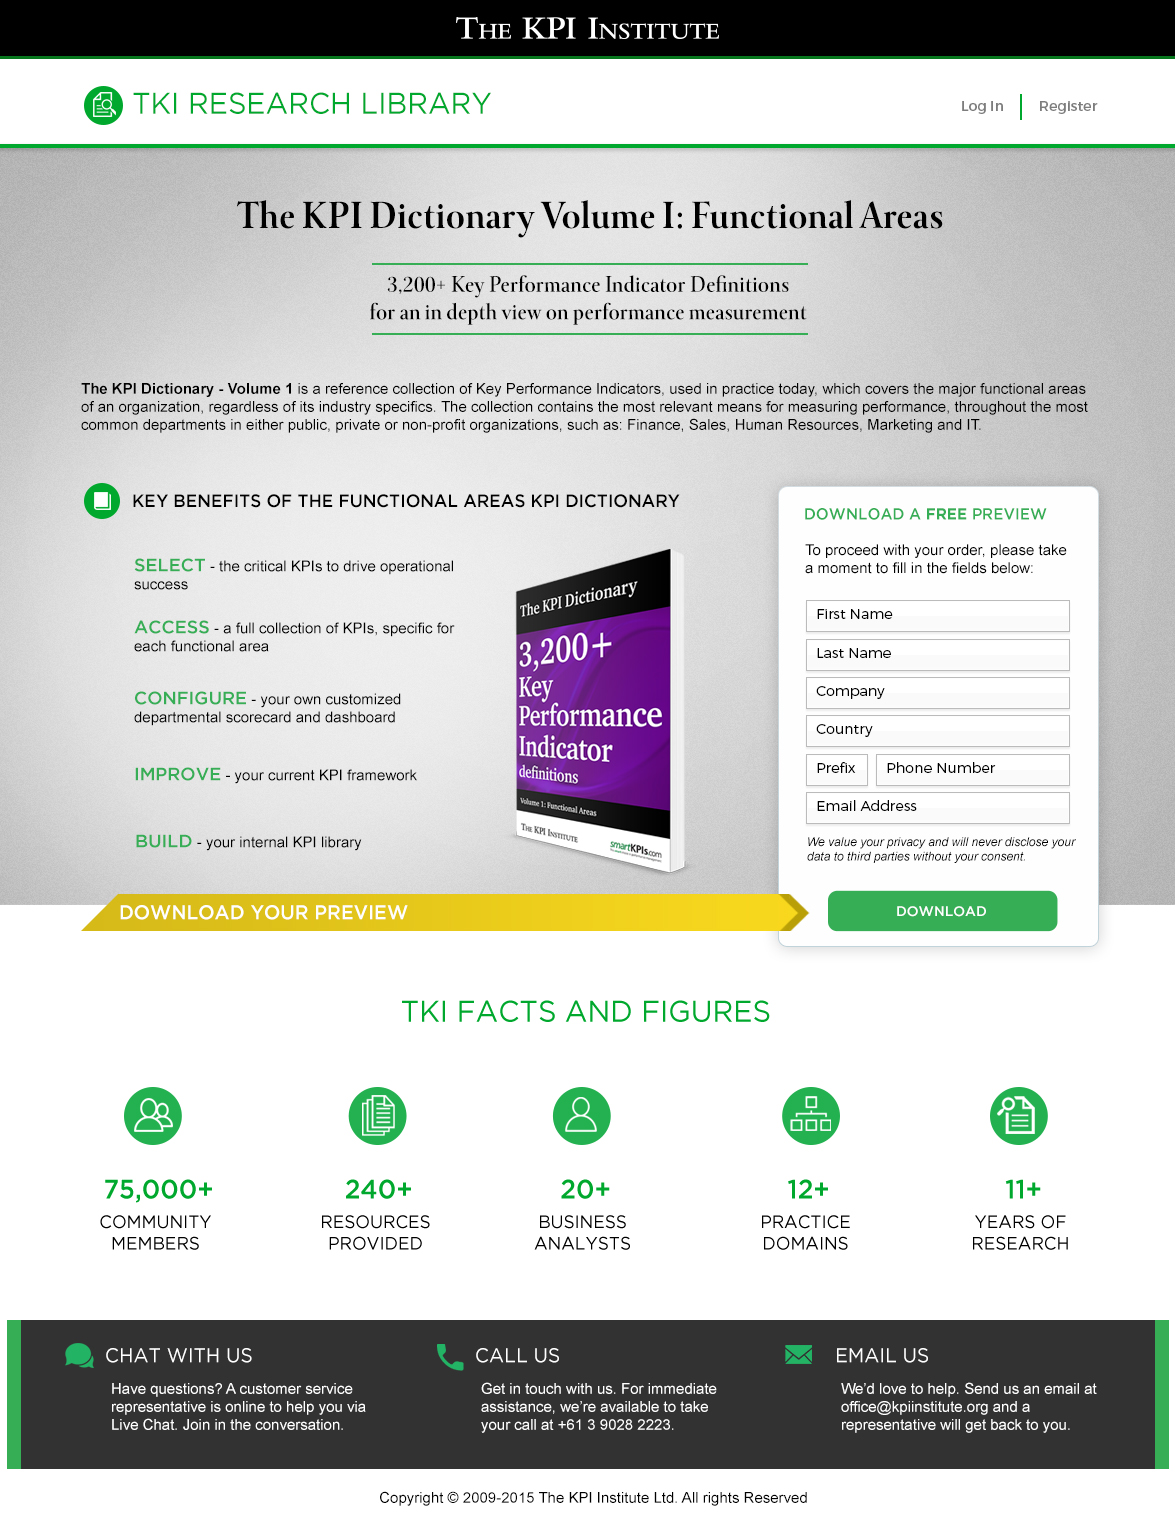 THE KPI INSTITUTE
TKI RESEARCH LIBRARY
Log In
Register
The KPI Dictionary Volume I: Functional Areas
3,200+ Key Performance Indicator Definitions
for an in depth view on performance measurement
The KPI Dictionary - Volume 1 is a reference collection of Key Performance Indicators, used in practice today, which covers the major functional areas
of an organization, regardless of its industry specifics. The collection contains the most relevant means for measuring performance, throughout the most
common departments in either public, private or non-profit organizations, such as: Finance, Sales, Human Resources, Marketing and IT.
KEY BENEFITS OF THE FUNCTIONAL AREAS KPI DICTIONARY
SELECT - the critical KPIs to drive operational
success
ACCESS - a full collection of KPIs, specific for
each functional area
CONFIGURE - your own customized
departmental scorecard and dashboard
IMPROVE - your current KPI framework
BUILD - your internal KPI library
The KPI Dictionary
3,200+
Key
Performance
Indicator
definitions
Volume 1: Functional Areas
THE KPI INSTITUTE
smartKPIs.com
DOWNLOAD A FREE PREVIEW
To proceed with your order, please take
a moment to fill in the fields below:
First Name
Last Name
Company
Country
Prefix
Phone Number
Email Address
We value your privacy and will never disclose your
data to third parties without your consent.
DOWNLOAD YOUR PREVIEW
DOWNLOAD
TKI FACTS AND FIGURES
75,000+
COMMUNITY
MEMBERS
240+
RESOURCES
PROVIDED
20+
BUSINESS
ANALYSTS
12+
PRACTICE
DOMAINS
11+
YEARS OF
RESEARCH
CHAT WITH US
Have questions? A customer service
representative is online to help you via
Live Chat. Join in the conversation.
CALL US
Get in touch with us. For immediate
assistance, we're available to take
your call at +61 3 9028 2223.
EMAIL US
We'd love to help. Send us an email at
office@kpiinstitute.org and a
representative will get back to you.
Copyright © 2009-2015 The KPI Institute Ltd. All rights Reserved